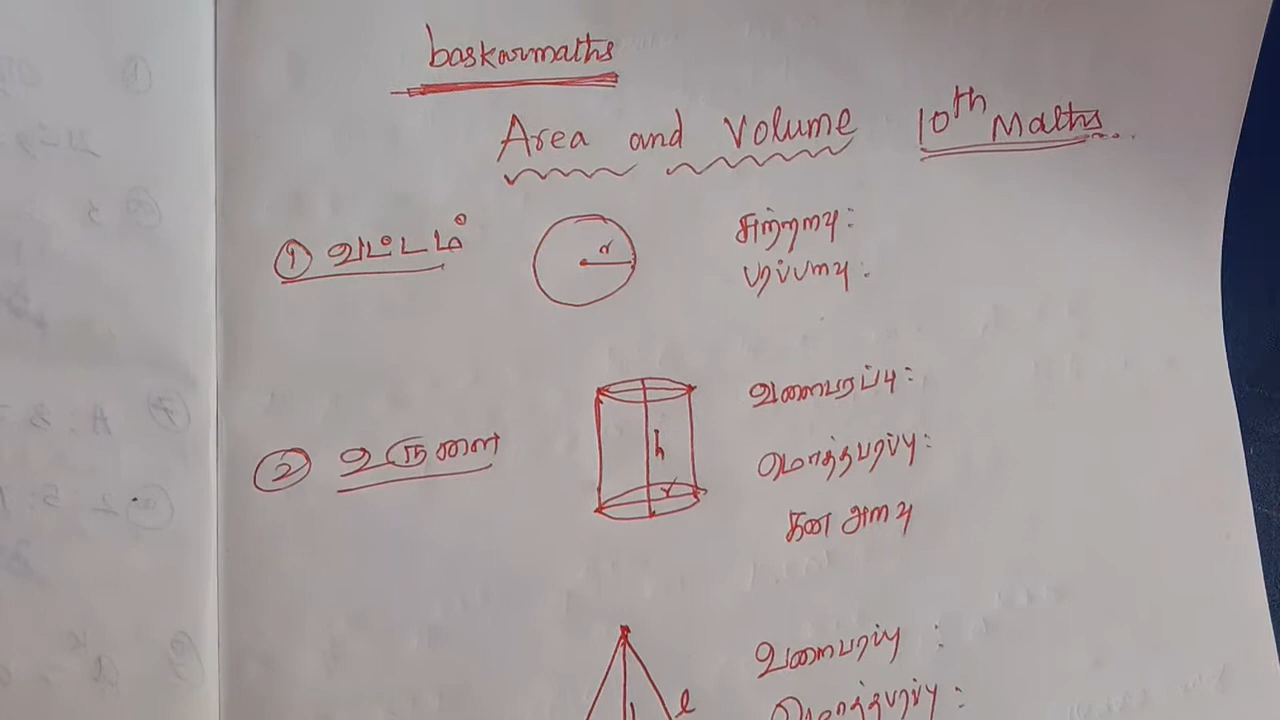 baskarmaths
Area and Volume 10th Maths
① வட்டம் r சுற்றளவு :
பரப்பளவு :
② உருளை h r வளைபரப்பு :
மொத்தபரப்பு :
கன அளவு
வளைபரப்பு :
l மொத்தபரப்பு :